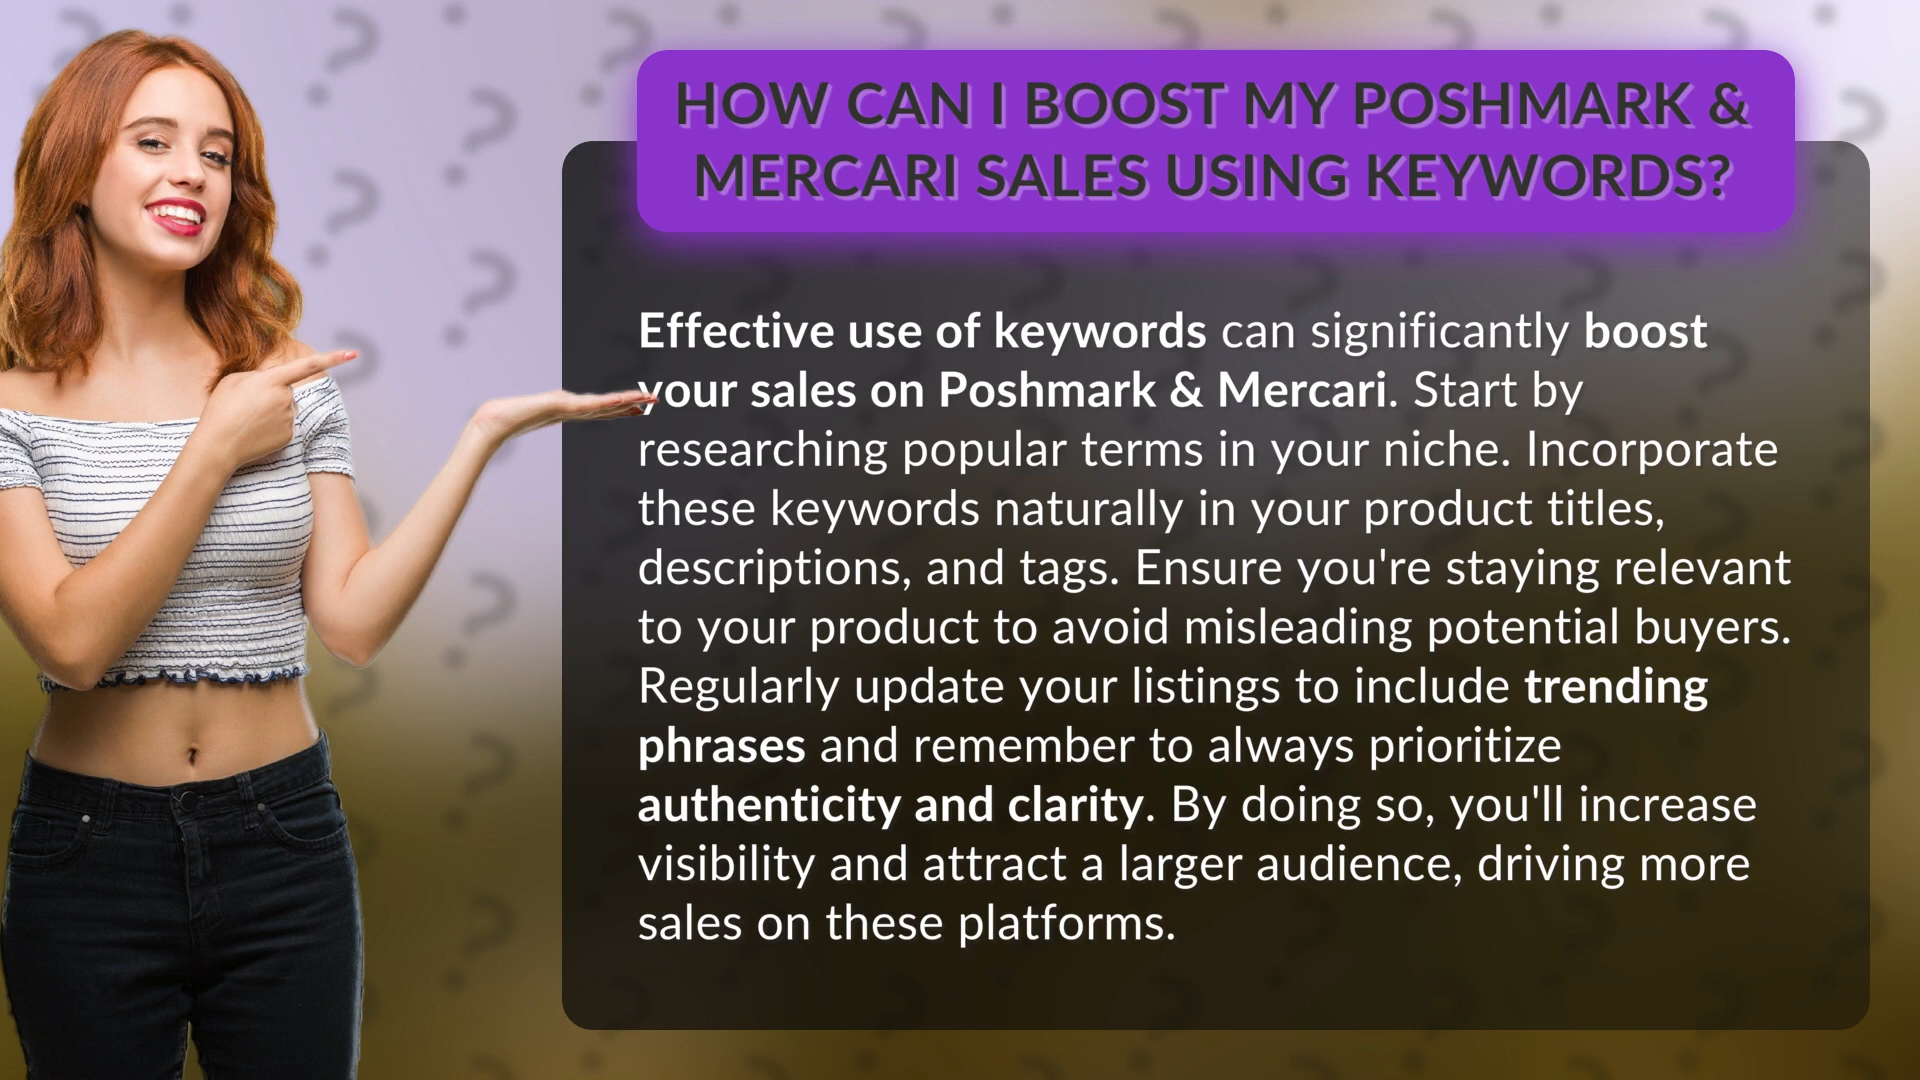 HOW CAN I BOOST MY POSHMARK &
MERCARI SALES USING KEYWORDS?
Effective use of keywords can significantly boost
your sales on Poshmark & Mercari. Start by
researching popular terms in your niche. Incorporate
these keywords naturally in your product titles,
descriptions, and tags. Ensure you're staying relevant
to your product to avoid misleading potential buyers.
Regularly update your listings to include trending
phrases and remember to always prioritize
authenticity and clarity. By doing so, you'll increase
visibility and attract a larger audience, driving more
sales on these platforms.